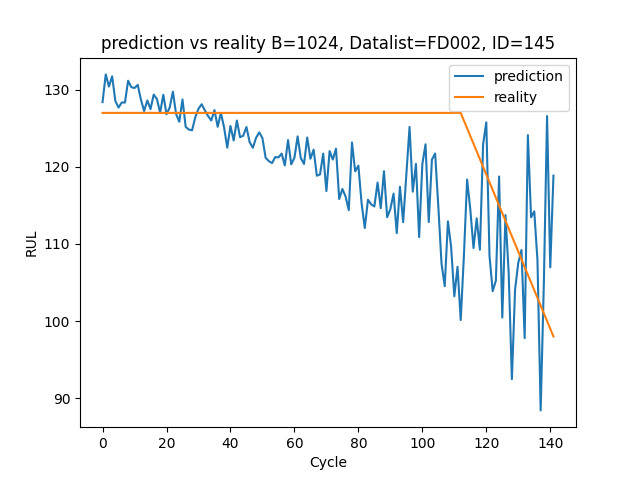 prediction vs reality B=1024, Datalist=FD002, ID=145
prediction
reality
130
120
110
100
90
RUL
0 20 40 60 80 100 120 140
Cycle